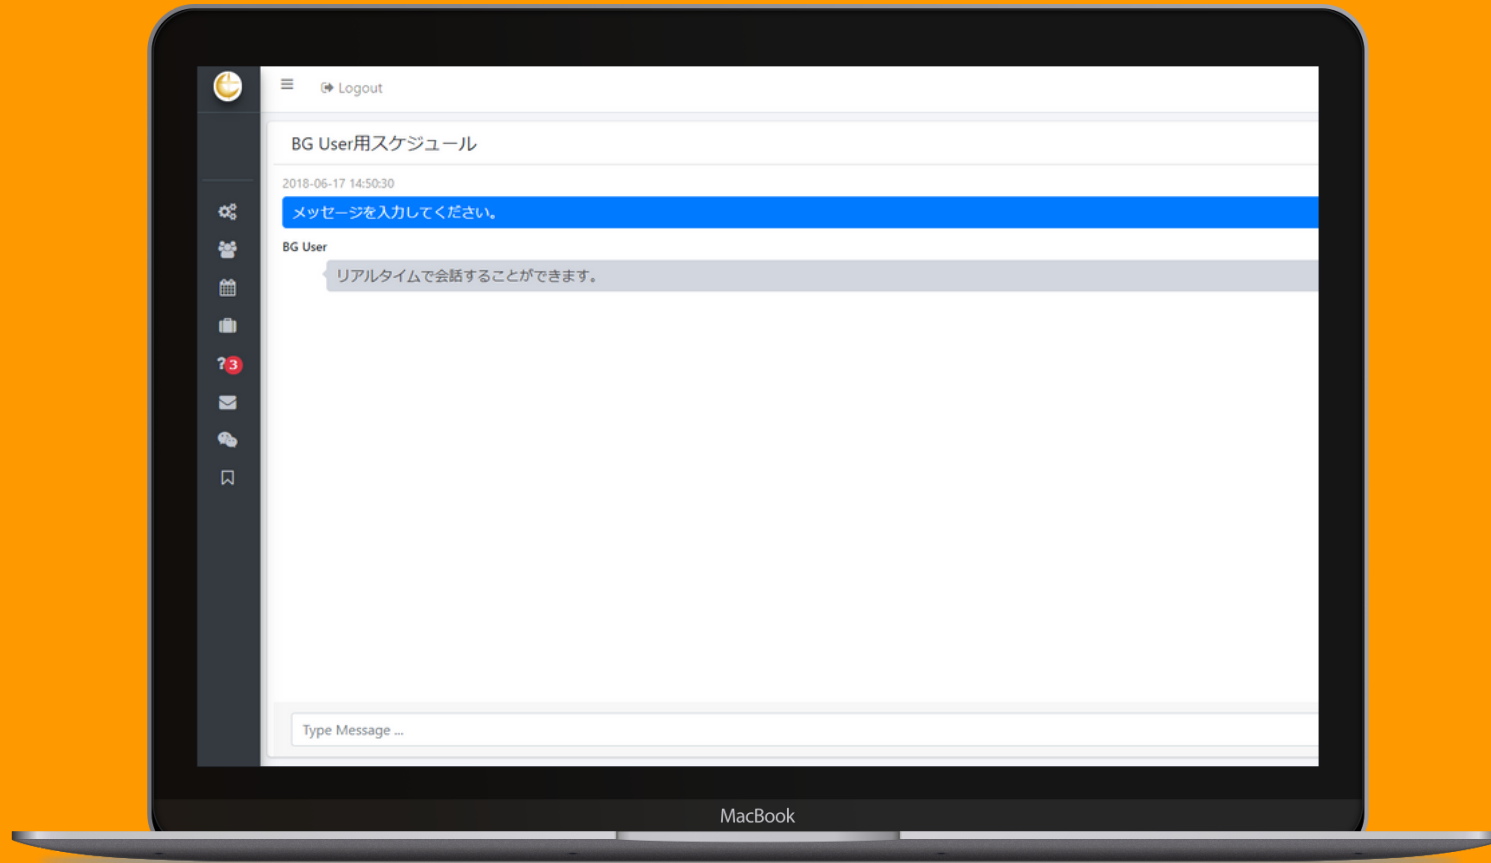 Logout
BG User用スケジュール
2018-06-17 14:50:30
メッセージを入力してください。
BG User
リアルタイムで会話することができます。
?3
Type Message ...
MacBook